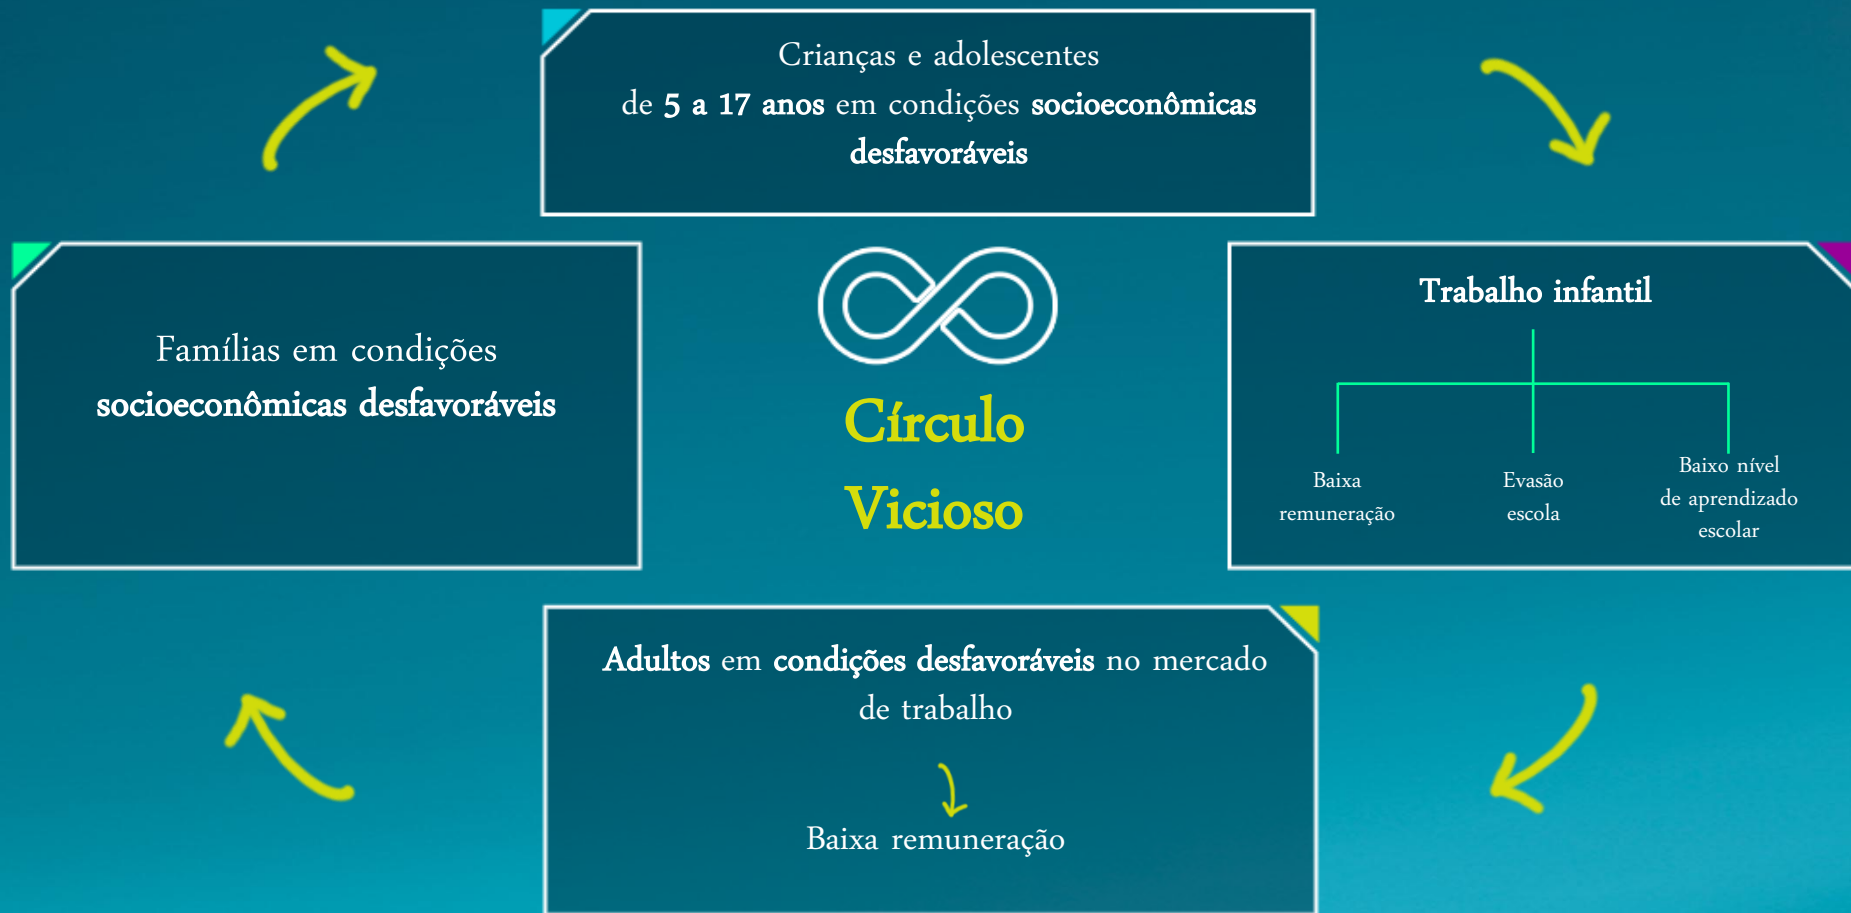 Crianças e adolescentes
de 5 a 17 anos em condições socioeconômicas
desfavoráveis
Famílias em condições
socioeconômicas desfavoráveis
Círculo
Vicioso
Trabalho infantil
Baixa
remuneração
Evasão
escola
Baixo nível
de aprendizado
escolar
Adultos em condições desfavoráveis no mercado
de trabalho
Baixa remuneração